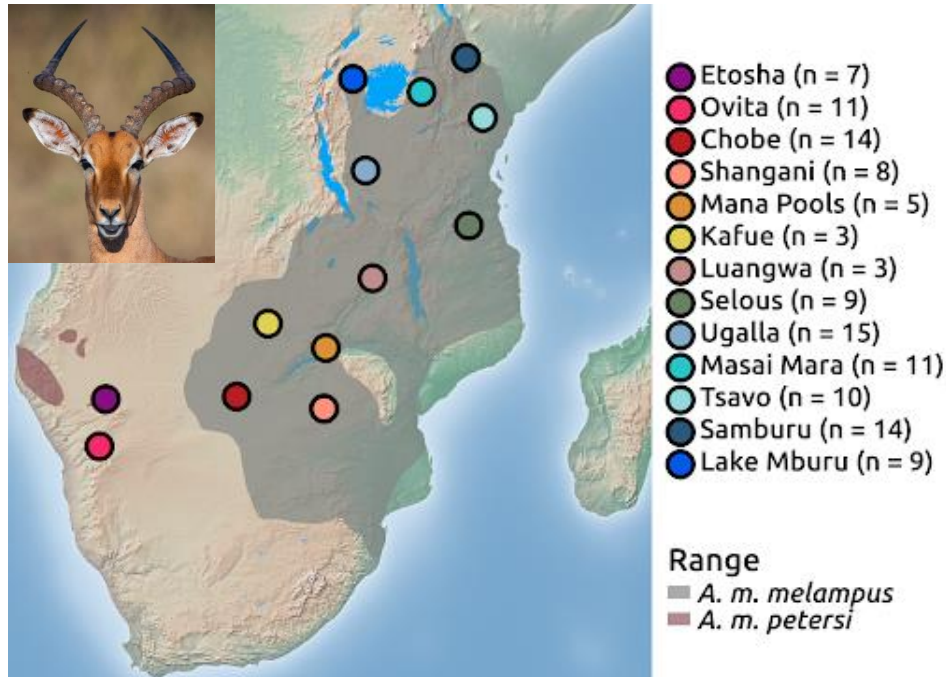 Etosha (n = 7)
Ovita (n = 11)
Chobe (n = 14)
Shangani (n = 8)
Mana Pools (n = 5)
Kafue (n = 3)
Luangwa (n = 3)
Selous (n = 9)
Ugalla (n = 15)
Masai Mara (n = 11)
Tsavo (n = 10)
Samburu (n = 14)
Lake Mburu (n = 9)
Range
A. m. melampus
A. m. petersi